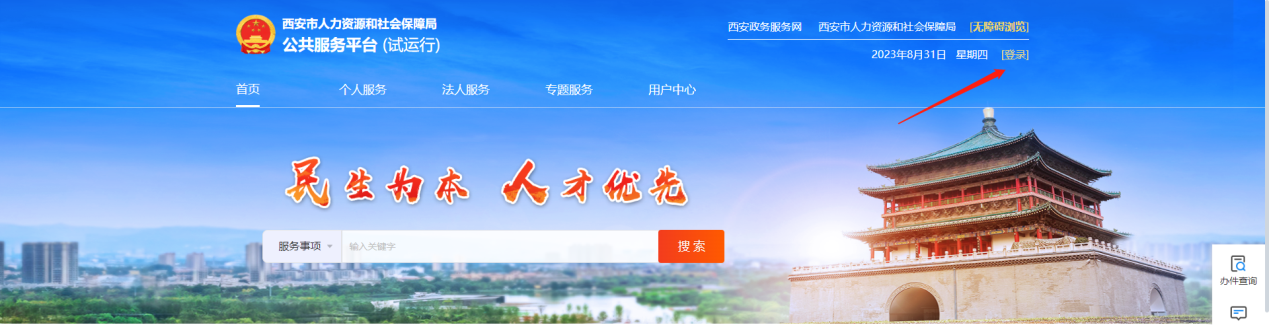 西安市人力资源和社会保障局
公共服务平台 (试运行)
西安政务服务网 西安市人力资源和社会保障局 [无障碍浏览]
2023年8月31日 星期四 [登录]
首页 个人服务 法人服务 专题服务 用户中心
民生为本 人才优先
服务事项 输入关键字 搜索
办件查询